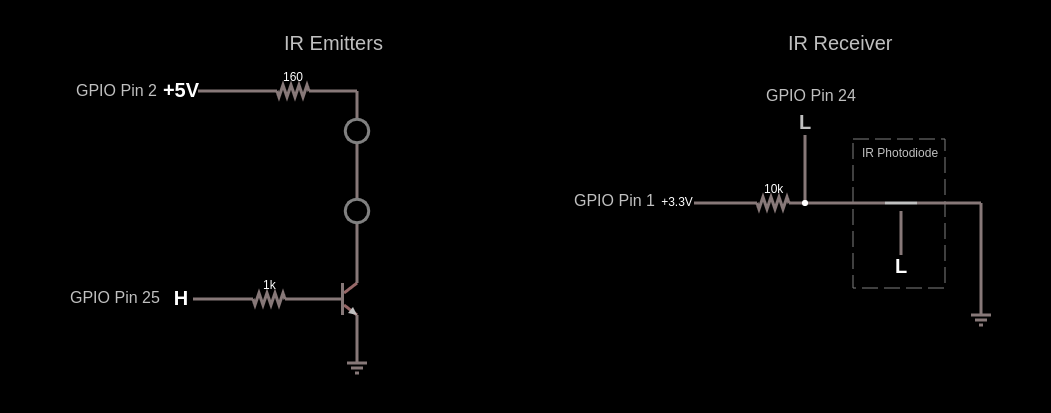 IR Emitters
160
GPIO Pin 2 +5V
1k
GPIO Pin 25 H
IR Receiver
GPIO Pin 24
L
IR Photodiode
10k
GPIO Pin 1 +3.3V
L